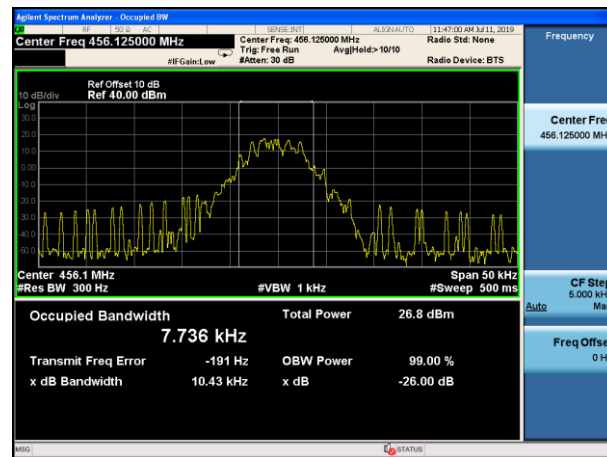 Agilent Spectrum Analyzer - Occupied BW
RF 50 Ω AC SENSE:INT ALIGNAUTO 11:47:00 AM Jul 11, 2019
Center Freq 456.125000 MHz
Center Freq: 456.125000 MHz
Radio Std: None
Trig: Free Run Avg|Hold:>10/10
#IFGain:Low #Atten: 30 dB Radio Device: BTS
Frequency
Ref Offset 10 dB
10 dB/div Ref 40.00 dBm
Log
30.0
20.0
10.0
0.00
-10.0
-20.0
-30.0
-40.0
-50.0
Center Fre
456.125000 MH
Center 456.1 MHz Span 50 kHz
#Res BW 300 Hz #VBW 1 kHz #Sweep 500 ms
CF Step
5.000 kH
Auto Ma
Occupied Bandwidth Total Power 26.8 dBm
7.736 kHz
Transmit Freq Error -191 Hz OBW Power 99.00 %
x dB Bandwidth 10.43 kHz x dB -26.00 dB
Freq Offse
0 H
MSG STATUS